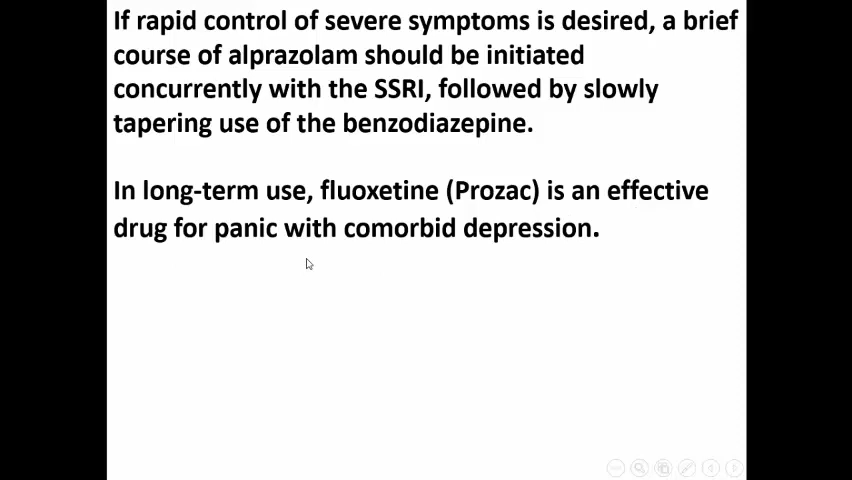 If rapid control of severe symptoms is desired, a brief
course of alprazolam should be initiated
concurrently with the SSRI, followed by slowly
tapering use of the benzodiazepine.
In long-term use, fluoxetine (Prozac) is an effective
drug for panic with comorbid depression.